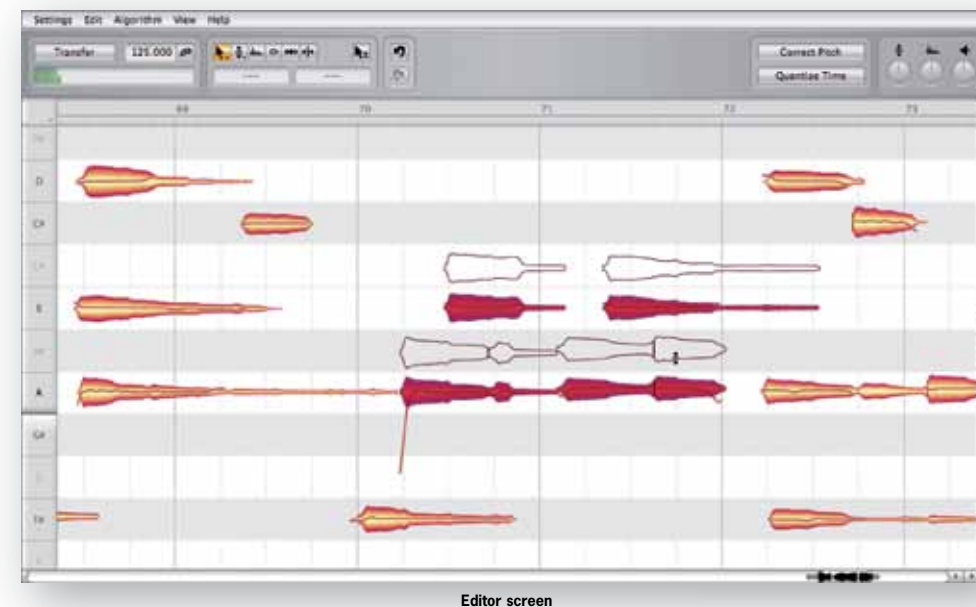 Settings Edit Algorithm View Help
Transfer 125.000
Correct Pitch
Quantize Time
69 70 71 72 73
D
C#
B
A
G#
F#
Editor screen